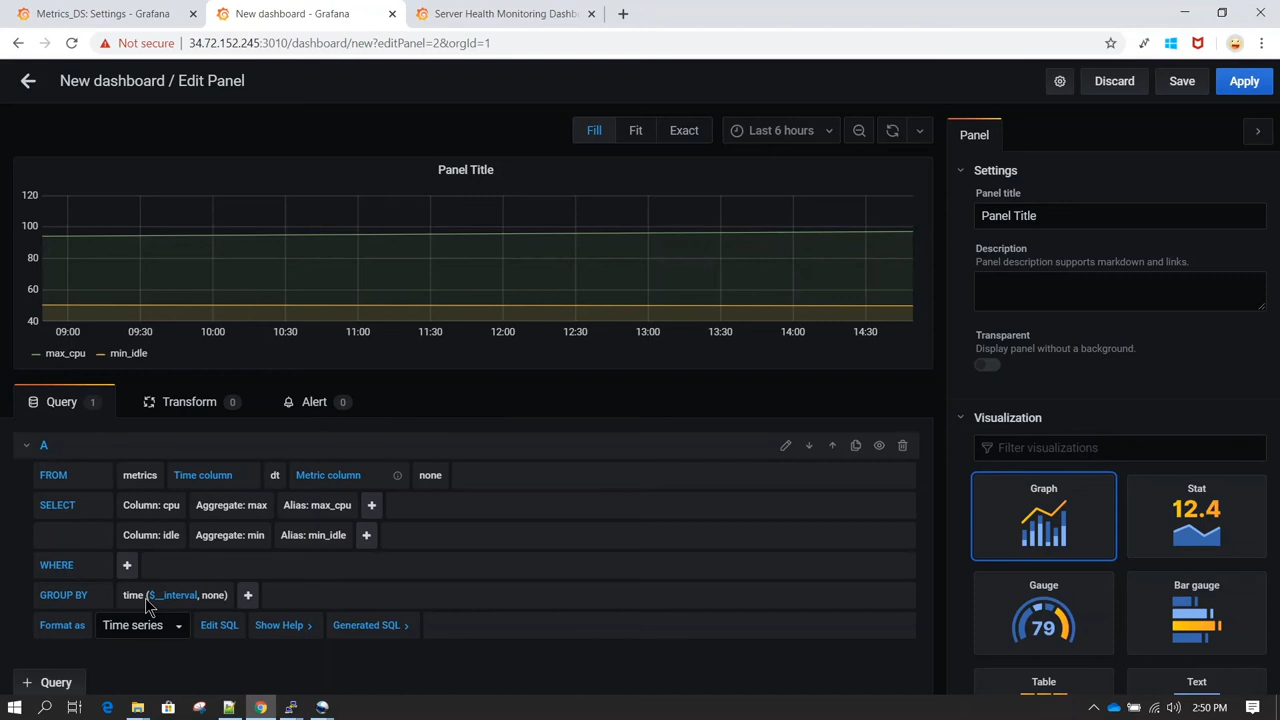 Metrics_DS: Settings - Grafana
New dashboard - Grafana
Server Health Monitoring Dashb
Not secure 34.72.152.245:3010/dashboard/new?editPanel=2&orgId=1
New dashboard / Edit Panel
Discard
Save
Apply
Fill
Fit
Exact
Last 6 hours
Panel Title
120
100
80
60
40
09:00 09:30 10:00 10:30 11:00 11:30 12:00 12:30 13:00 13:30 14:00 14:30
max_cpu min_idle
Query 1
Transform 0
Alert 0
A
FROM metrics Time column dt Metric column none
SELECT Column: cpu Aggregate: max Alias: max_cpu +
Column: idle Aggregate: min Alias: min_idle +
WHERE +
GROUP BY time ($__interval, none) +
Format as Time series Edit SQL Show Help > Generated SQL >
+ Query
Panel
Settings
Panel title
Panel Title
Description
Panel description supports markdown and links.
Transparent
Display panel without a background.
Visualization
Filter visualizations
Graph
Stat
12.4
Gauge
79
Bar gauge
Table
Text
2:50 PM